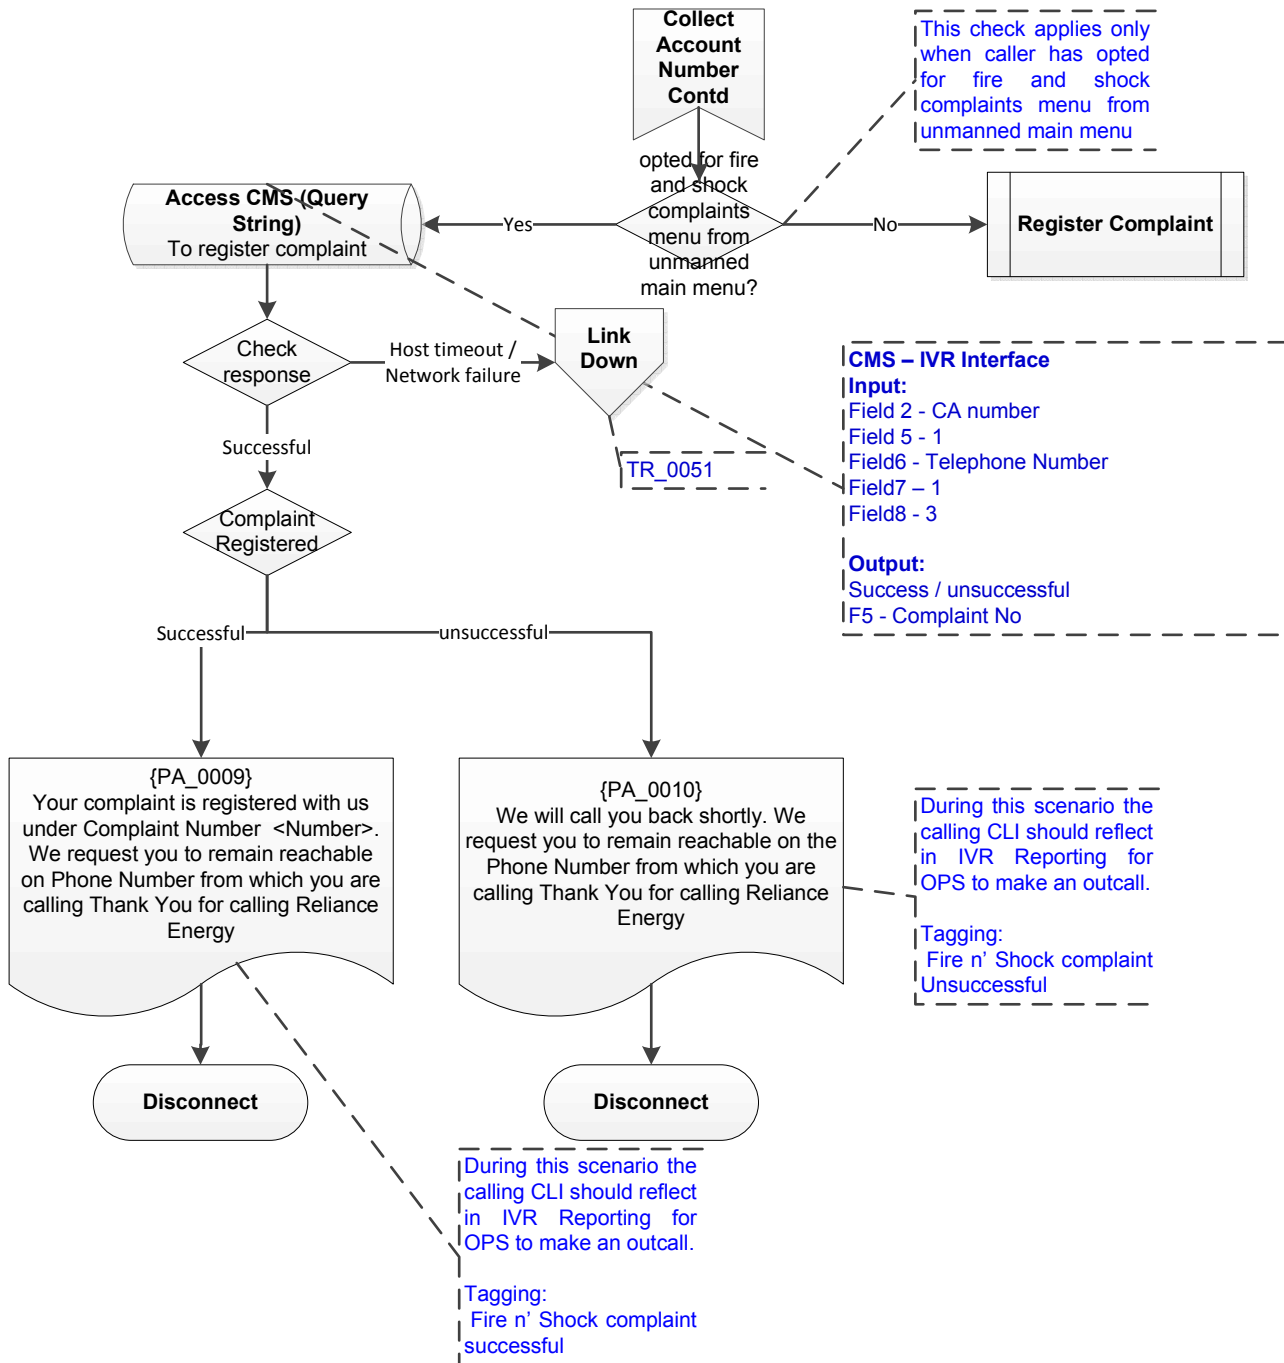 Collect
Account
Number
Contd
This check applies only
when caller has opted
for fire and shock
complaints menu from
unmanned main menu
opted for fire
and shock
complaints
menu from
unmanned
main menu?
Access CMS (Query
String)
To register complaint
Yes
No
Register Complaint
Check
response
Host timeout /
Network failure
Link
Down
CMS – IVR Interface
Input:
Field 2 - CA number
Field 5 - 1
Field6 - Telephone Number
Field7 – 1
Field8 - 3
Output:
Success / unsuccessful
F5 - Complaint No
TR_0051
Successful
Complaint
Registered
Successful
unsuccessful
{PA_0009}
Your complaint is registered with us
under Complaint Number <Number>.
We request you to remain reachable
on Phone Number from which you are
calling Thank You for calling Reliance
Energy
{PA_0010}
We will call you back shortly. We
request you to remain reachable on the
Phone Number from which you are
calling Thank You for calling Reliance
Energy
During this scenario the
calling CLI should reflect
in IVR Reporting for
OPS to make an outcall.
Tagging:
Fire n’ Shock complaint
Unsuccessful
Disconnect
Disconnect
During this scenario the
calling CLI should reflect
in IVR Reporting for
OPS to make an outcall.
Tagging:
Fire n’ Shock complaint
successful